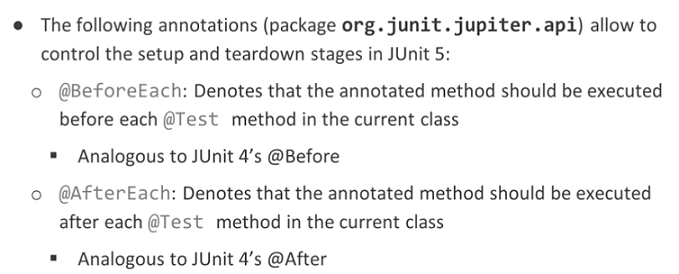 ● The following annotations (package org.junit.jupiter.api) allow to
control the setup and teardown stages in JUnit 5:
○ @BeforeEach: Denotes that the annotated method should be executed
before each @Test method in the current class
▪ Analogous to JUnit 4’s @Before
○ @AfterEach: Denotes that the annotated method should be executed
after each @Test method in the current class
▪ Analogous to JUnit 4’s @After